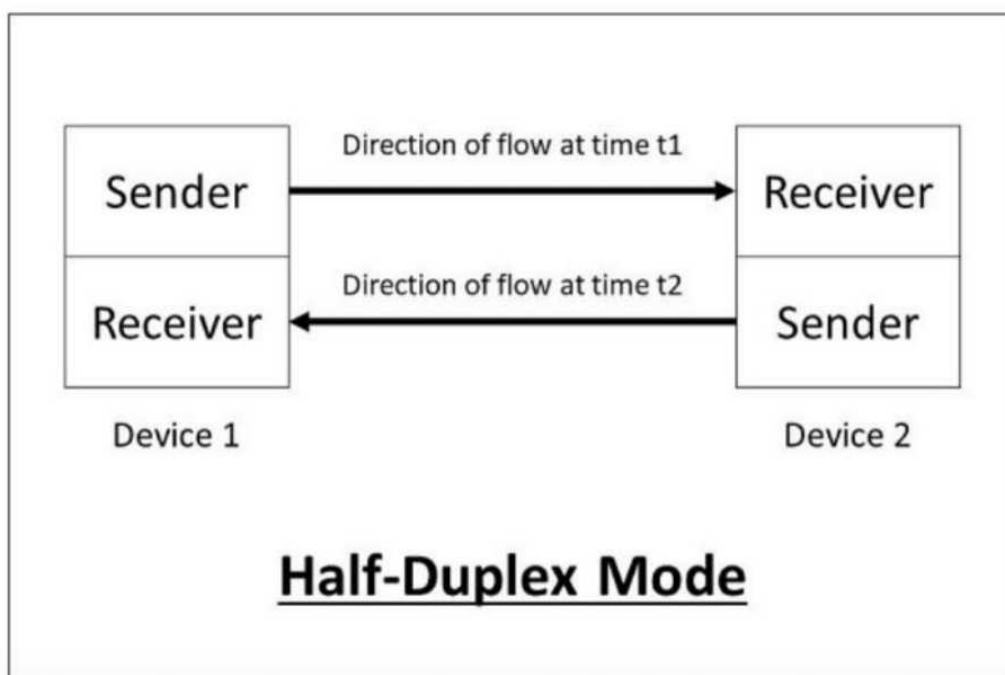 Direction of flow at time t1
Sender
Receiver
Direction of flow at time t2
Receiver
Sender
Device 1
Device 2
Half-Duplex Mode